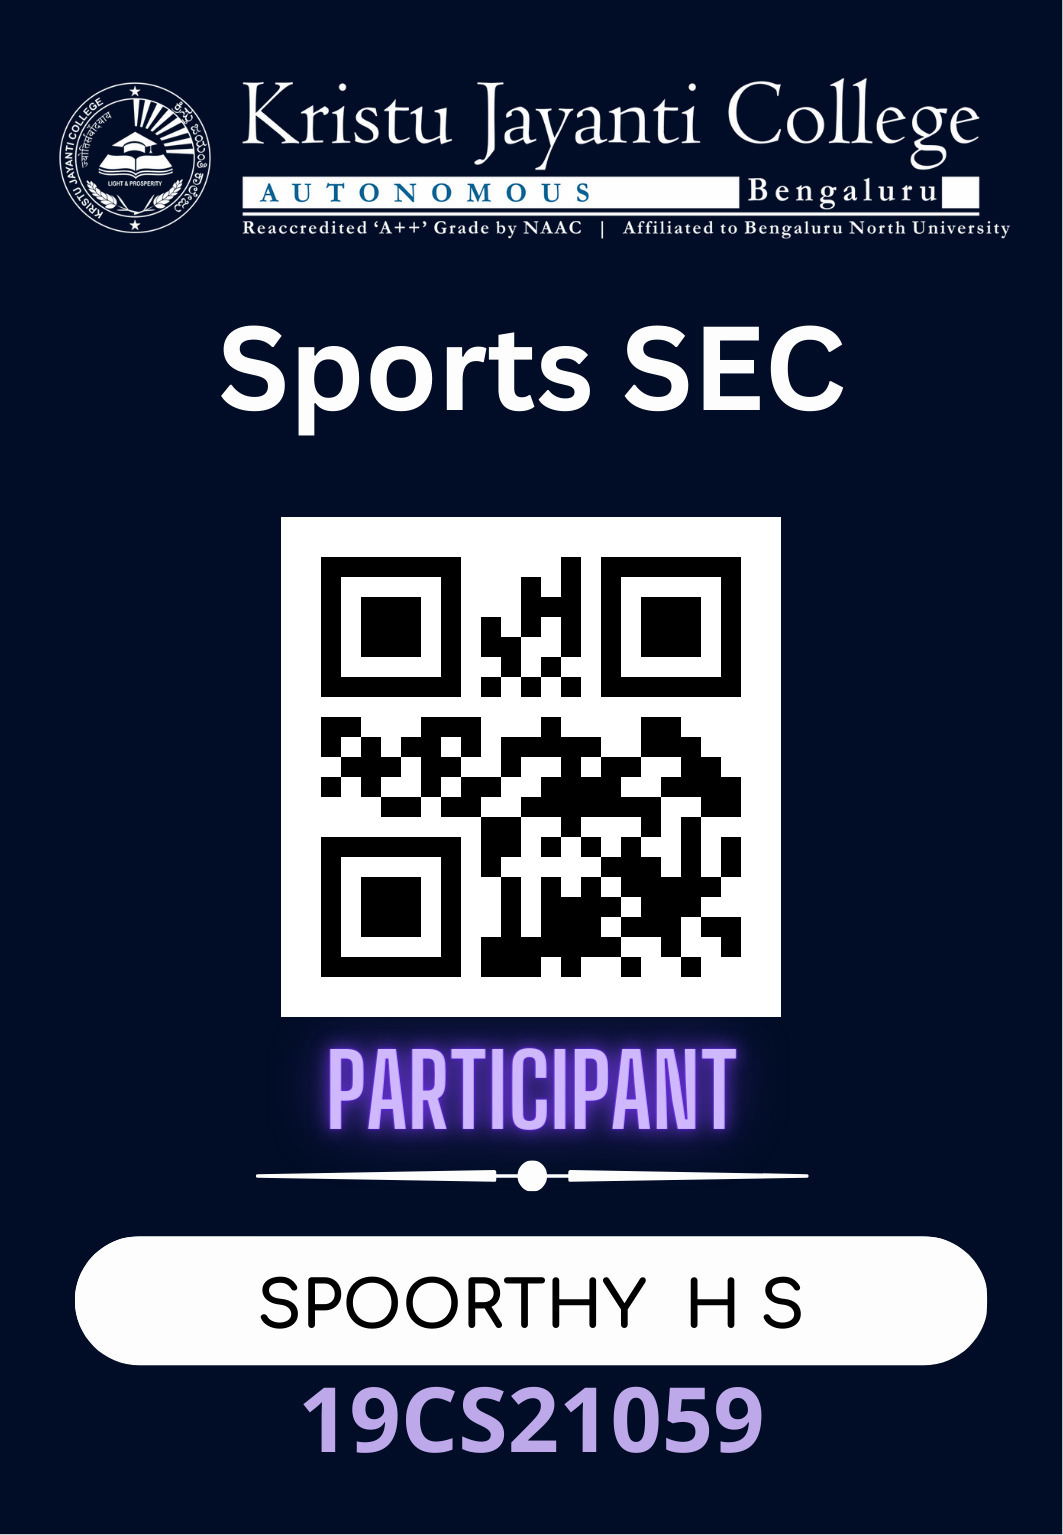 Kristu Jayanti College
AUTONOMOUS Bengaluru
Reaccredited ‘A++’ Grade by NAAC | Affiliated to Bengaluru North University
KRISTU JAYANTI COLLEGE
LIGHT & PROSPERITY
Sports SEC
PARTICIPANT
SPOORTHY H S
19CS21059